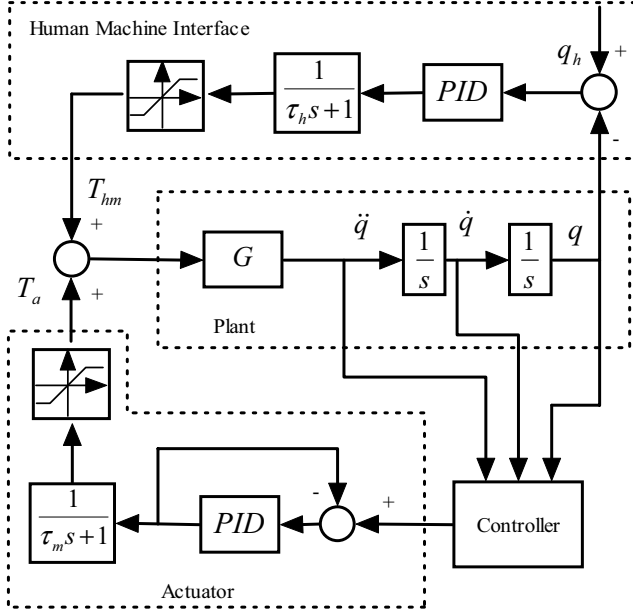 Human Machine Interface
q_h
+
1
τ_h s+1
PID
-
T_hm
+
q̈
q̇
q
G
1
s
1
s
T_a
+
Plant
1
τ_m s+1
-
+
PID
Controller
Actuator